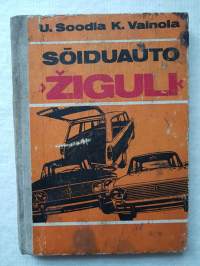 U. Soodla K. Vainola
SÕIDUAUTO
›ŽIGULI‹